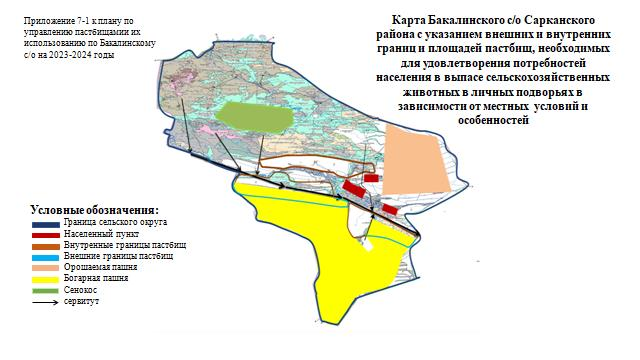 Приложение 7-1 к плану по
управлению пастбищами их
использованию по Бакалинскому
с/о на 2023-2024 годы
Карта Бакалинского с/о Сарканского
района с указанием внешних и внутренних
границ и площадей пастбищ, необходимых
для удовлетворения потребностей
населения в выпасе сельскохозяйственных
животных в личных подворьях в
зависимости от местных условий и
особенностей
Условные обозначения:
Граница сельского округа
Населенный пункт
Внутренные границы пастбищ
Внешние границы пастбищ
Орошаемая пашня
Богарная пашня
Сенокос
сервитут